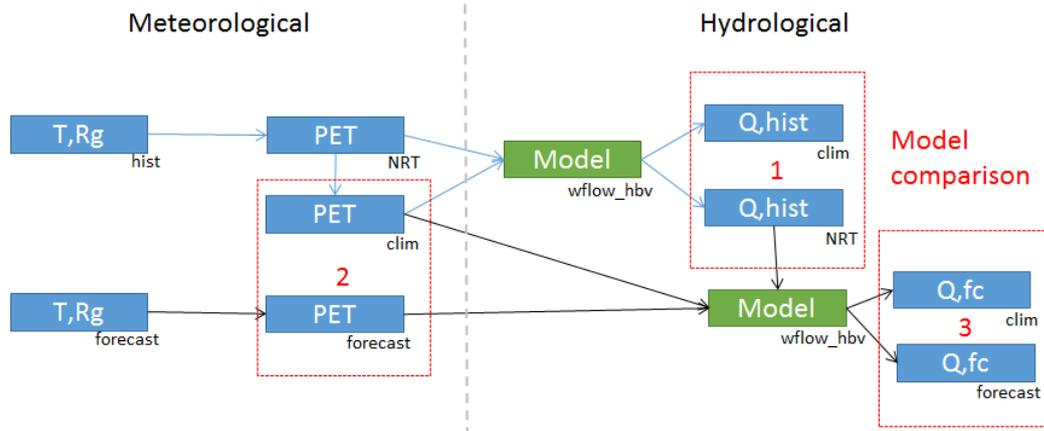 Meteorological
Hydrological
T,Rg
hist
PET
NRT
PET
clim
2
T,Rg
forecast
PET
forecast
Model
wflow_hbv
Q,hist
clim
1
Q,hist
NRT
Model
comparison
Model
wflow_hbv
Q,fc
clim
3
Q,fc
forecast